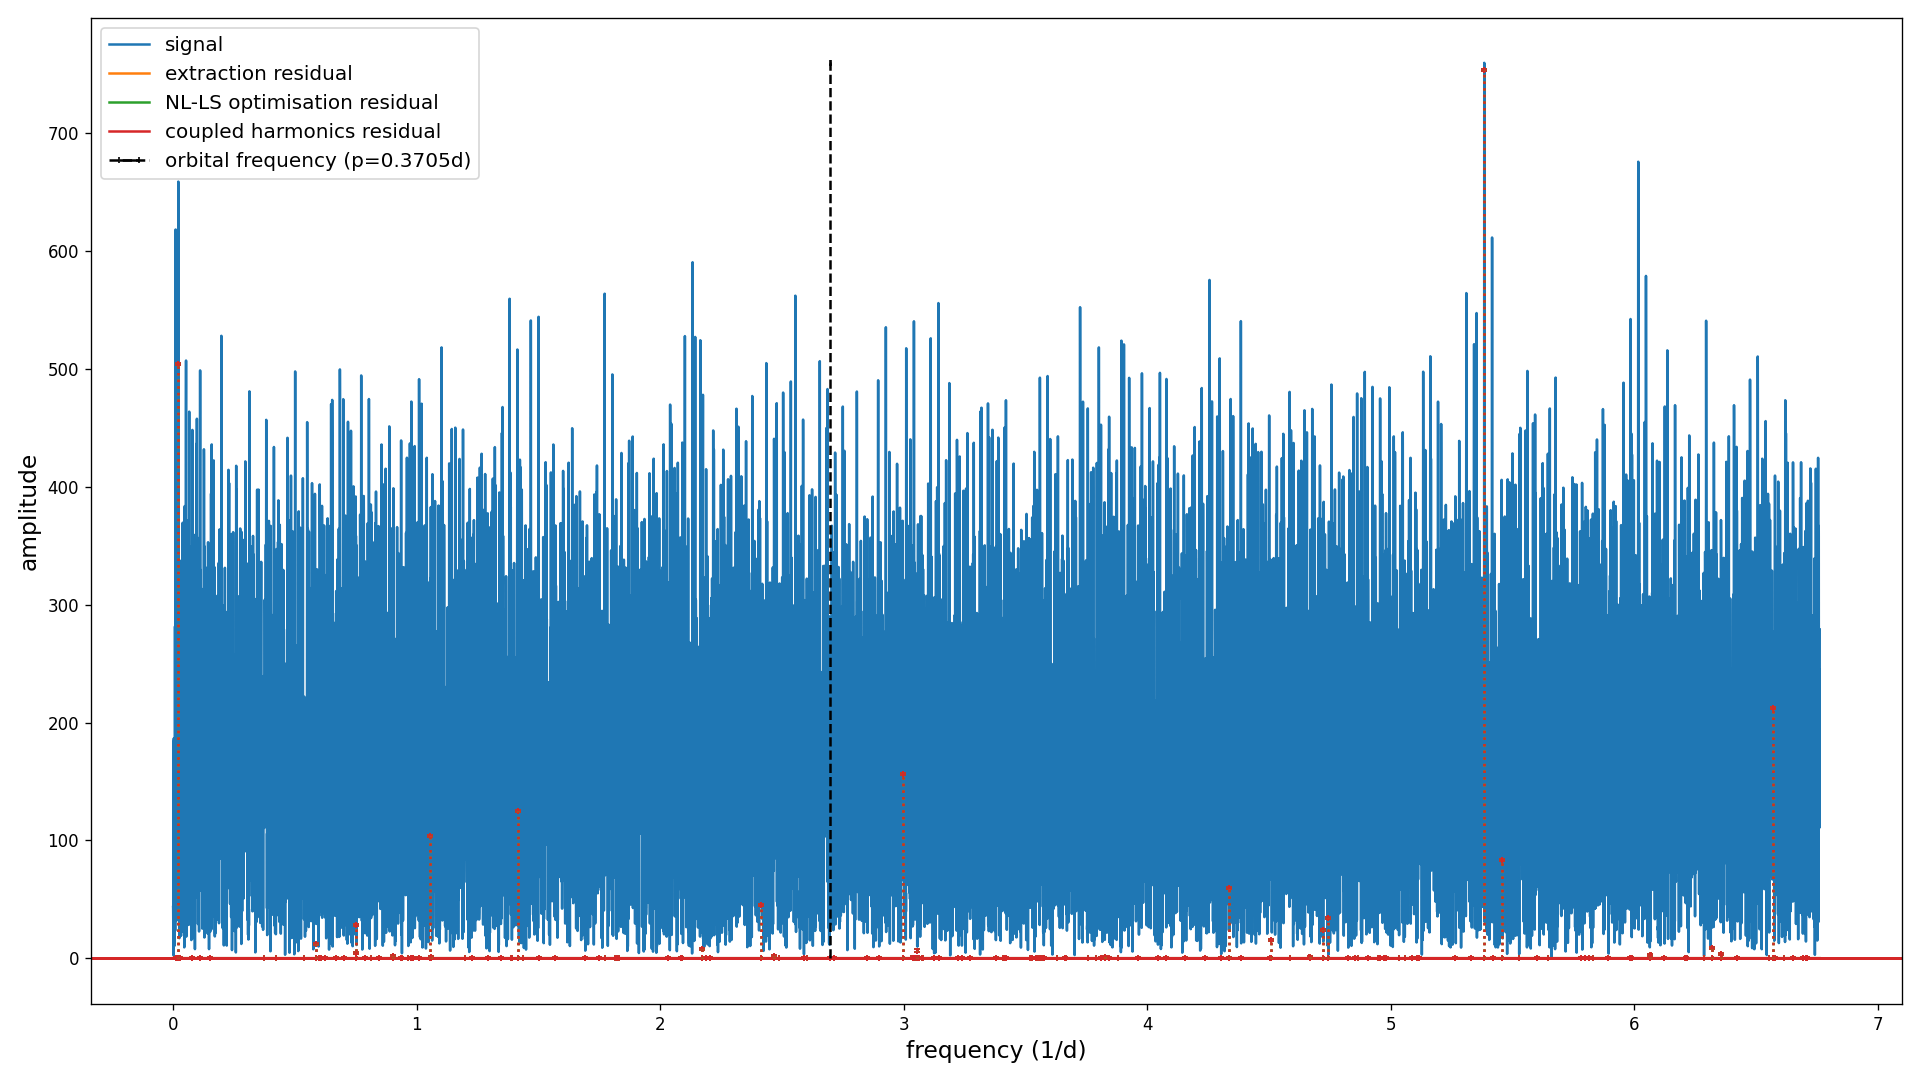 signal
extraction residual
NL-LS optimisation residual
coupled harmonics residual
orbital frequency (p=0.3705d)
amplitude
700
600
500
400
300
200
100
0
0 1 2 3 4 5 6 7
frequency (1/d)